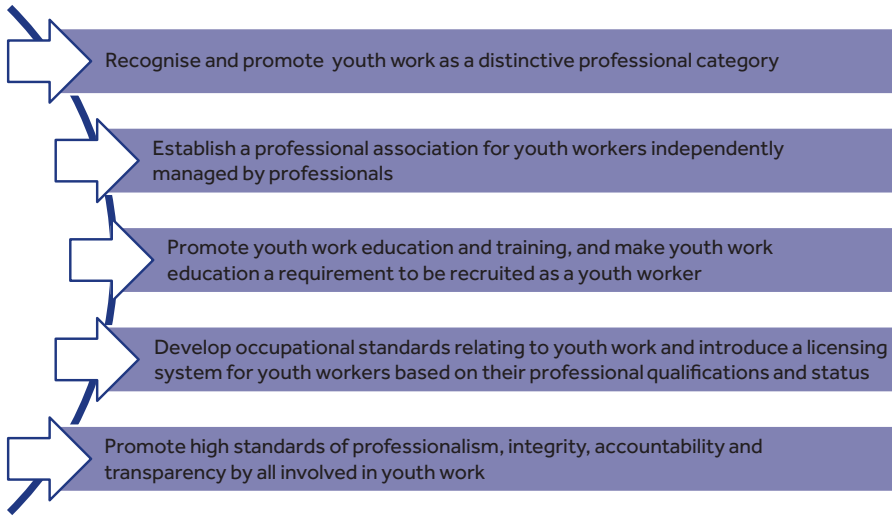 Recognise and promote youth work as a distinctive professional category
Establish a professional association for youth workers independently
managed by professionals
Promote youth work education and training, and make youth work
education a requirement to be recruited as a youth worker
Develop occupational standards relating to youth work and introduce a licensing
system for youth workers based on their professional qualifications and status
Promote high standards of professionalism, integrity, accountability and
transparency by all involved in youth work